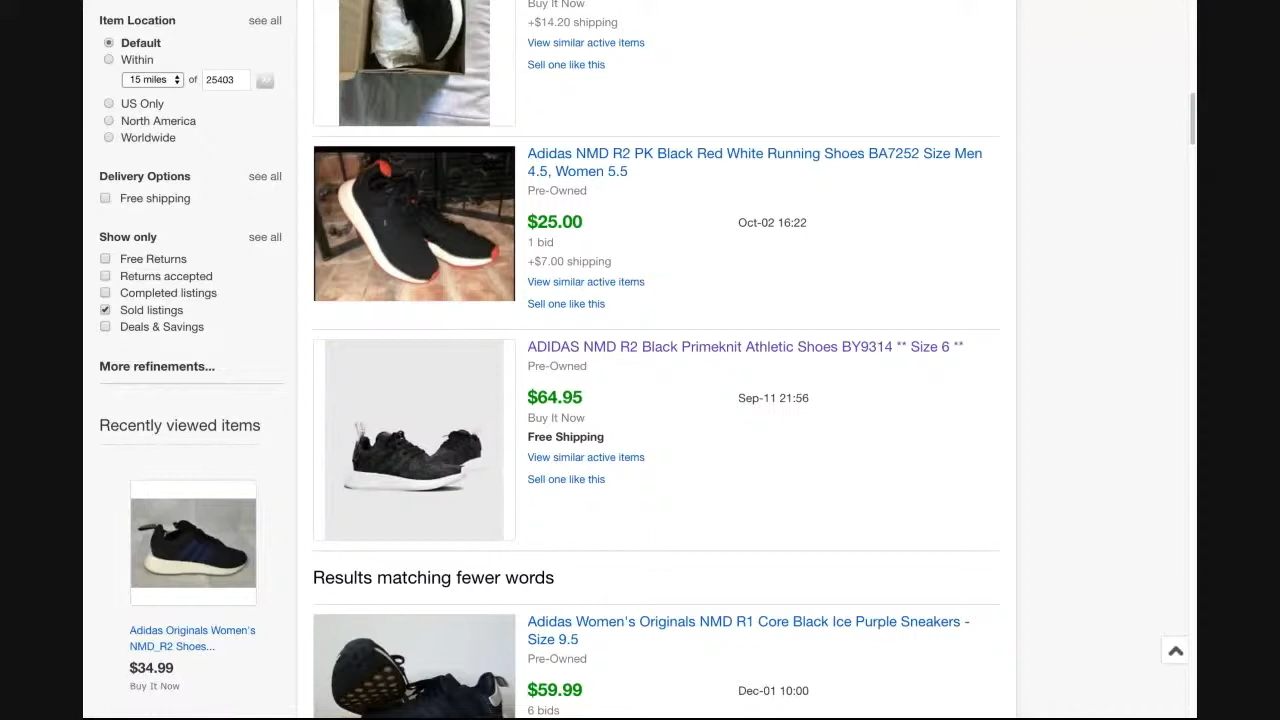 Item Location see all
Default
Within
15 miles of 25403
US Only
North America
Worldwide
Delivery Options see all
Free shipping
Show only see all
Free Returns
Returns accepted
Completed listings
Sold listings
Deals & Savings
More refinements...
Recently viewed items
Adidas Originals Women's
NMD_R2 Shoes...
$34.99
Buy It Now
Buy It Now
+$14.20 shipping
View similar active items
Sell one like this
Adidas NMD R2 PK Black Red White Running Shoes BA7252 Size Men
4.5, Women 5.5
Pre-Owned
$25.00 Oct-02 16:22
1 bid
+$7.00 shipping
View similar active items
Sell one like this
ADIDAS NMD R2 Black Primeknit Athletic Shoes BY9314 ** Size 6 **
Pre-Owned
$64.95 Sep-11 21:56
Buy It Now
Free Shipping
View similar active items
Sell one like this
Results matching fewer words
Adidas Women's Originals NMD R1 Core Black Ice Purple Sneakers -
Size 9.5
Pre-Owned
$59.99 Dec-01 10:00
6 bids